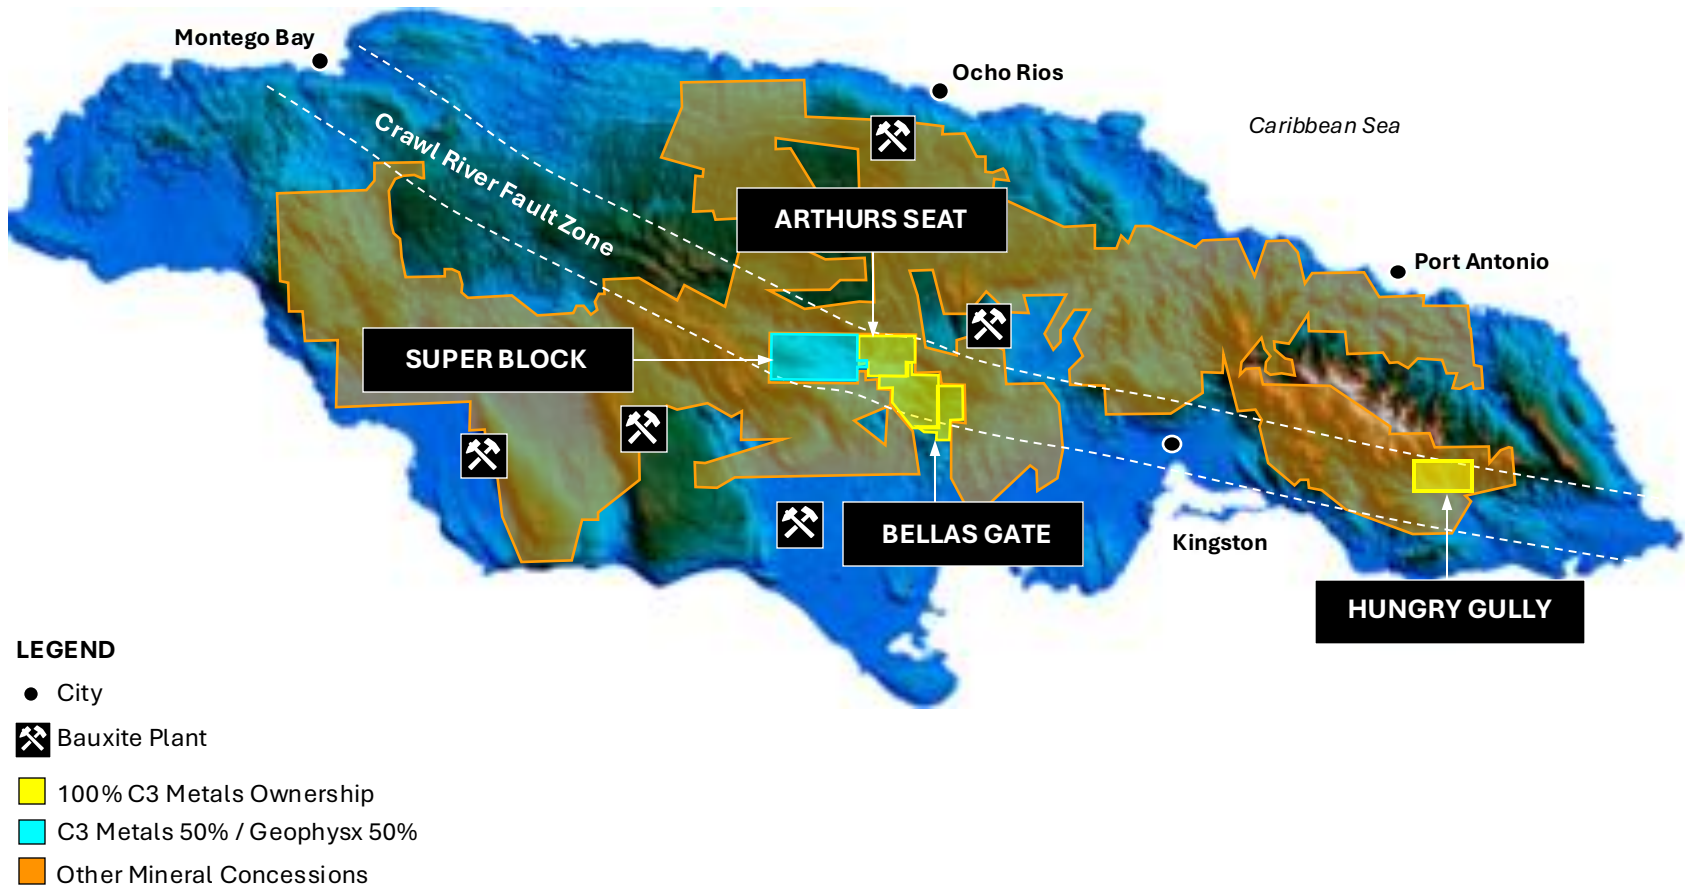 Montego Bay
Ocho Rios
Caribbean Sea
Crawl River Fault Zone
ARTHURS SEAT
Port Antonio
SUPER BLOCK
BELLAS GATE
Kingston
HUNGRY GULLY
LEGEND
City
Bauxite Plant
100% C3 Metals Ownership
C3 Metals 50% / Geophysx 50%
Other Mineral Concessions